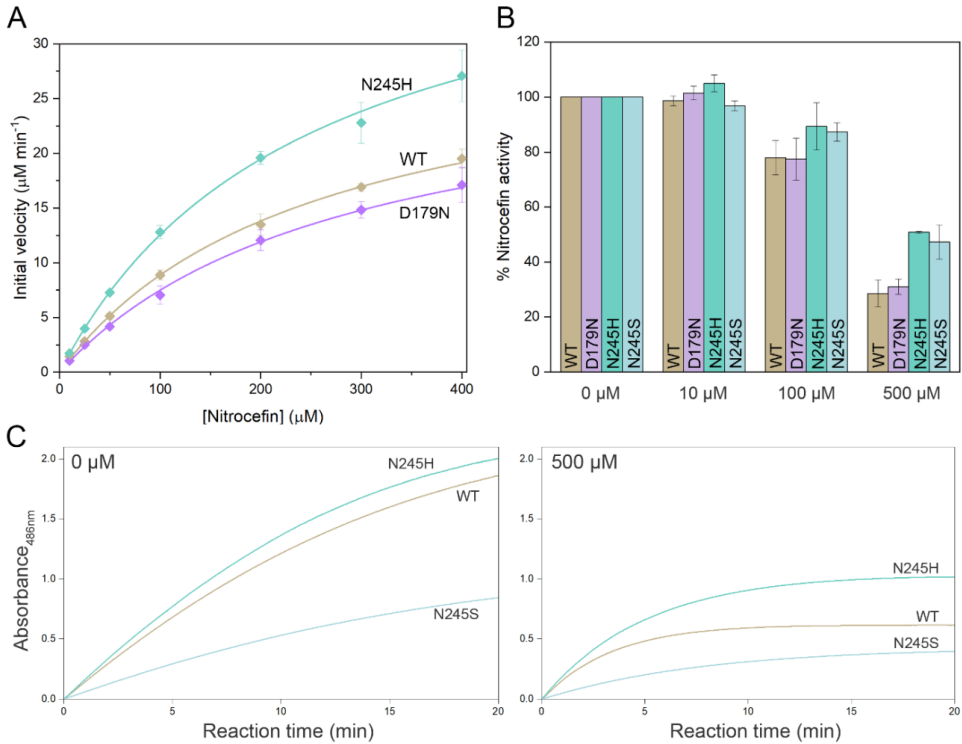 A
30
25
20
15
10
5
0
Initial velocity (μM min⁻¹)
N245H
WT
D179N
0
100
200
300
400
[Nitrocefin] (μM)
B
120
100
80
60
40
20
0
% Nitrocefin activity
WT
D179N
N245H
N245S
WT
D179N
N245H
N245S
WT
D179N
N245H
N245S
WT
D179N
N245H
N245S
0 μM
10 μM
100 μM
500 μM
C
0 μM
2.0
1.5
1.0
0.5
0.0
Absorbance486nm
N245H
WT
N245S
0
5
10
15
20
Reaction time (min)
500 μM
2.0
1.5
1.0
0.5
0.0
N245H
WT
N245S
0
5
10
15
20
Reaction time (min)